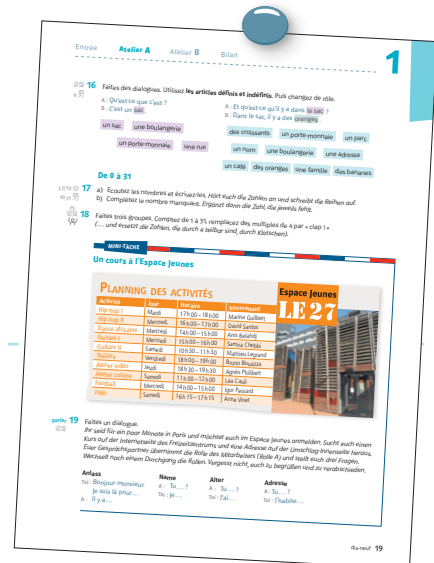 Entrée Atelier A Atelier B Bilan
1
16 Faites des dialogues. Utilisez les articles définis et indéfinis. Puis changez de rôle.
A : Qu'est-ce que c'est ?
B : C'est un sac.
A : Et qu'est-ce qu'il y a dans le sac ?
B : Dans le sac, il y a des oranges.
un sac une boulangerie
un porte-monnaie une rue
des croissants un porte-monnaie un parc
un nom une boulangerie une adresse
un café des oranges une famille des bananes
De 0 à 31
17 a) Ecoutez les nombres et écrivez-les. Hört euch die Zahlen an und schreibt die Reihen auf.
b) Complétez le nombre manquant. Ergänzt dann die Zahl, die jeweils fehlt.
18 Faites trois groupes. Comptez de 1 à 31, remplacez des multiples de 4 par « clap ! »
(... und ersetzt die Zahlen, die durch 4 teilbar sind, durch Klatschen).
MINI-TÂCHE
Un cours à l'Espace Jeunes
PLANNING DES ACTIVITÉS
Activité Jour Horaire Intervenant
Hip-hop I Mardi 17h00–18h00 Marina Guilbert
Hip-hop II Mercredi 16h00–17h00 David Santos
Danse africaine Mercredi 14h00–15h00 Anis Belahdj
Guitare I Mercredi 15h00–16h00 Samira Chebbi
Guitare II Samedi 10h30–11h30 Mathieu Legrand
Théâtre Vendredi 18h00–19h00 Bruno Bouazza
Atelier vidéo Jeudi 18h30–19h30 Agnès Philibert
Atelier cuisine Samedi 11h00–12h00 Léa Cauli
Football Mercredi 14h00–15h00 Igor Passard
Judo Samedi 16h15–17h15 Anne Vinet
Espace Jeunes
LE 27
parler 19 Faites un dialogue.
Ihr seid für ein paar Monate in Paris und möchtet euch im Espace Jeunes anmelden. Sucht euch einen
Kurs auf der Internetseite des Freizeitzentrums und eine Adresse auf der Umschlag-Innenseite heraus.
Euer Gesprächspartner übernimmt die Rolle des Mitarbeiters (Rolle A) und stellt euch drei Fragen.
Wechselt nach einem Durchgang die Rollen. Vergesst nicht, euch zu begrüßen und zu verabschieden.
Anlass Name Alter Adresse
Toi : Bonjour monsieur A : Tu... ? A : Tu... ? A : Tu... ?
Je suis là pour... Toi : Je... Toi : J'ai... Toi : J'habite...
A : Il y a...
dix-neuf 19